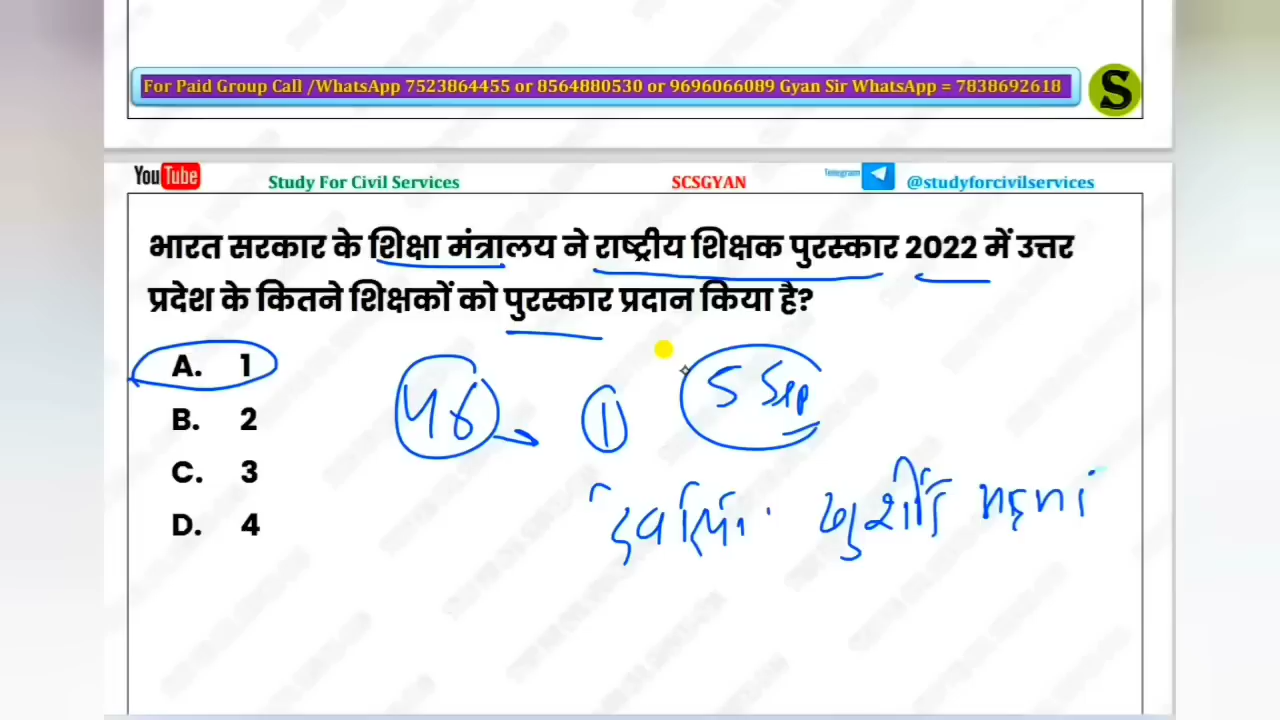 For Paid Group Call /WhatsApp 7523864455 or 8564880530 or 9696066089 Gyan Sir WhatsApp = 7838692618
S
YouTube Study For Civil Services SCSGYAN Telegram @studyforcivilservices
भारत सरकार के शिक्षा मंत्रालय ने राष्ट्रीय शिक्षक पुरस्कार 2022 में उत्तर
प्रदेश के कितने शिक्षकों को पुरस्कार प्रदान किया है?
A. 1
B. 2
C. 3
D. 4
46 1 5 Sep